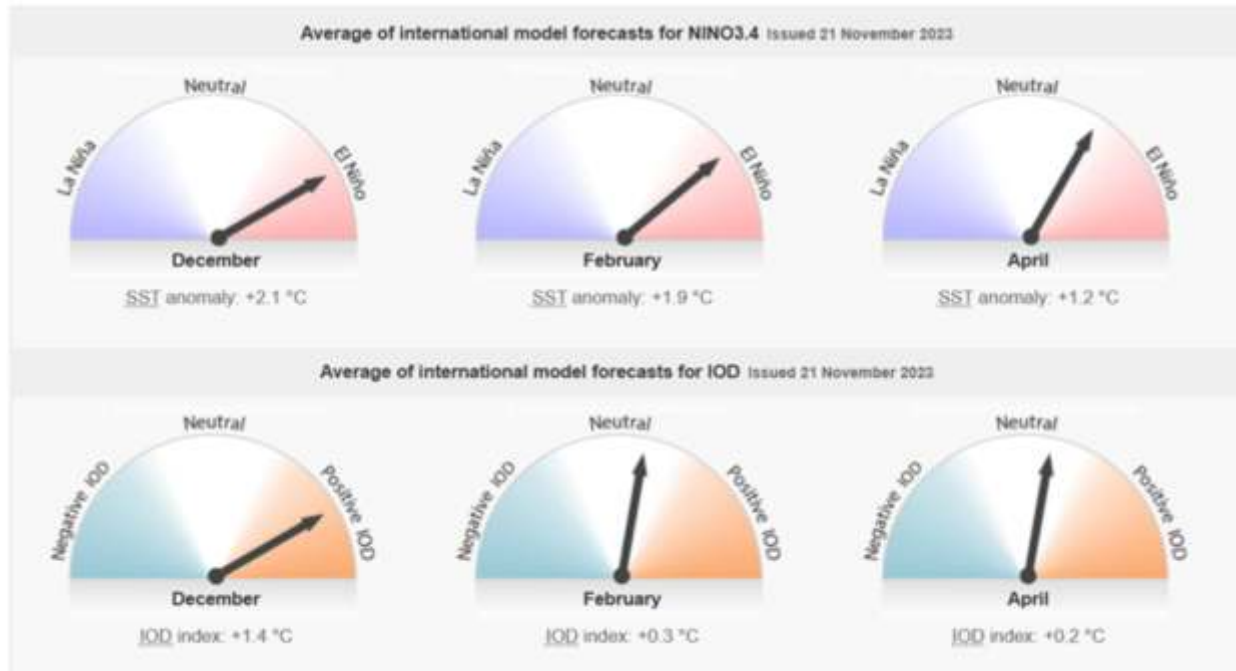 Average of international model forecasts for NINO3.4 Issued 21 November 2023
Neutral Neutral Neutral
La Niña El Niño La Niña El Niño La Niña El Niño
December February April
SST anomaly: +2.1 °C SST anomaly: +1.9 °C SST anomaly: +1.2 °C
Average of international model forecasts for IOD Issued 21 November 2023
Neutral Neutral Neutral
Negative IOD Positive IOD Negative IOD Positive IOD Negative IOD Positive IOD
December February April
IOD index: +1.4 °C IOD index: +0.3 °C IOD index: +0.2 °C